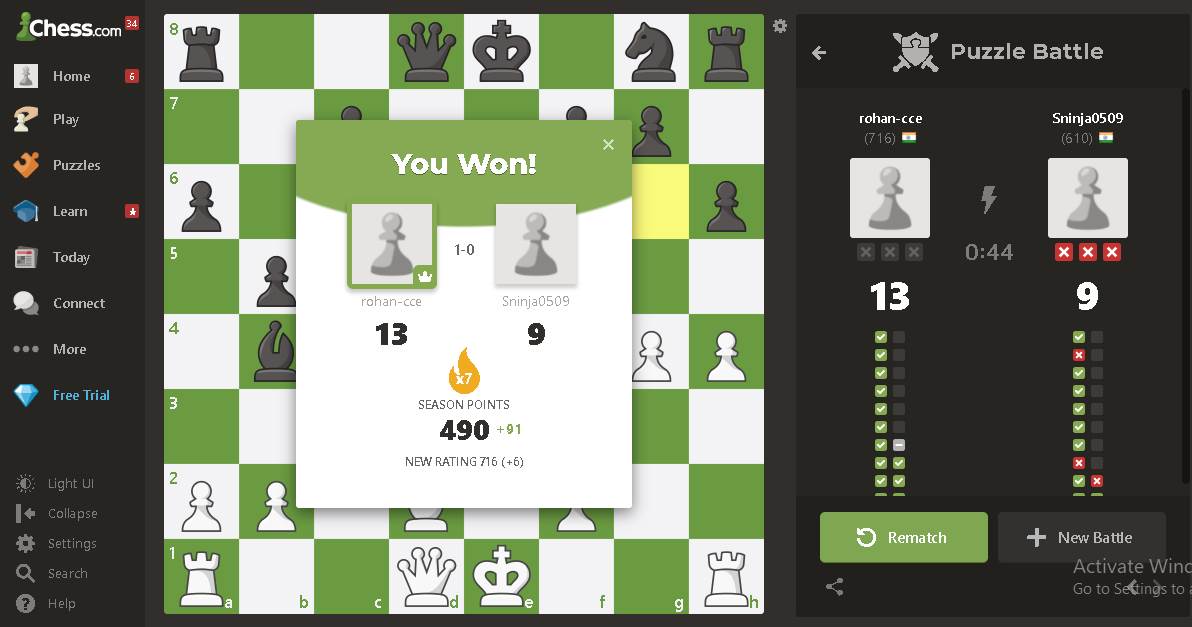 Chess.com 34
Home 6
Play
Puzzles
Learn
Today
Connect
More
Free Trial
Light UI
Collapse
Settings
Search
Help
8
7
6
5
4
3
2
1
a b c d e f g h
You Won!
×
1-0
rohan-cce Sninja0509
13 9
x7
SEASON POINTS
490 +91
NEW RATING 716 (+6)
Puzzle Battle
rohan-cce Sninja0509
(716) (610)
0:44
13 9
Rematch
New Battle
Activate Wind
Go to Settings to a